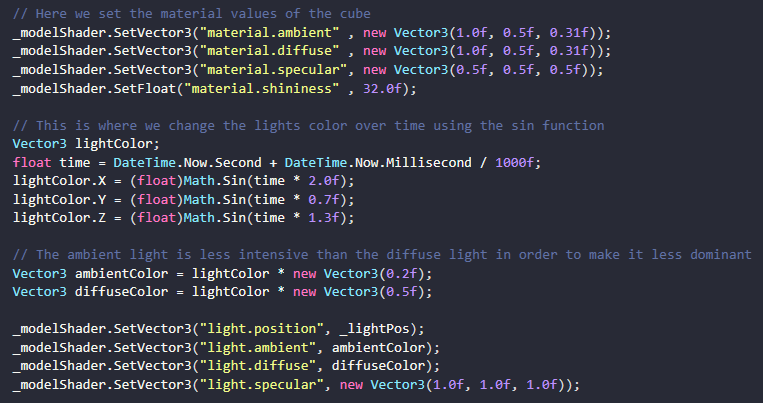 // Here we set the material values of the cube
_modelShader.SetVector3("material.ambient" , new Vector3(1.0f, 0.5f, 0.31f));
_modelShader.SetVector3("material.diffuse" , new Vector3(1.0f, 0.5f, 0.31f));
_modelShader.SetVector3("material.specular", new Vector3(0.5f, 0.5f, 0.5f));
_modelShader.SetFloat("material.shininess" , 32.0f);
// This is where we change the lights color over time using the sin function
Vector3 lightColor;
float time = DateTime.Now.Second + DateTime.Now.Millisecond / 1000f;
lightColor.X = (float)Math.Sin(time * 2.0f);
lightColor.Y = (float)Math.Sin(time * 0.7f);
lightColor.Z = (float)Math.Sin(time * 1.3f);
// The ambient light is less intensive than the diffuse light in order to make it less dominant
Vector3 ambientColor = lightColor * new Vector3(0.2f);
Vector3 diffuseColor = lightColor * new Vector3(0.5f);
_modelShader.SetVector3("light.position", _lightPos);
_modelShader.SetVector3("light.ambient", ambientColor);
_modelShader.SetVector3("light.diffuse", diffuseColor);
_modelShader.SetVector3("light.specular", new Vector3(1.0f, 1.0f, 1.0f));